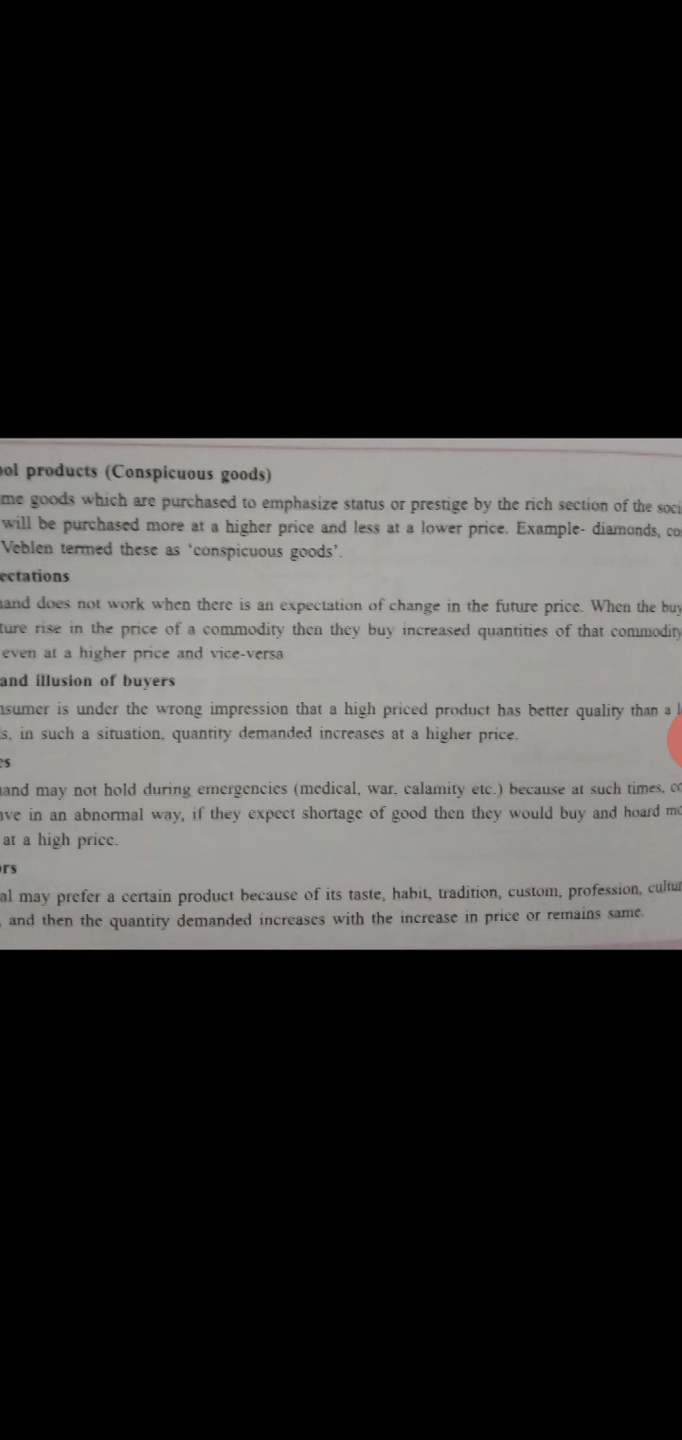 ol products (Conspicuous goods)
me goods which are purchased to emphasize status or prestige by the rich section of the soci
will be purchased more at a higher price and less at a lower price. Example- diamonds, co
Veblen termed these as ‘conspicuous goods’.
ectations
and does not work when there is an expectation of change in the future price. When the buy
ture rise in the price of a commodity then they buy increased quantities of that commodity
even at a higher price and vice-versa
and illusion of buyers
nsumer is under the wrong impression that a high priced product has better quality than a
s, in such a situation, quantity demanded increases at a higher price.
es
and may not hold during emergencies (medical, war, calamity etc.) because at such times, co
ave in an abnormal way, if they expect shortage of good then they would buy and hoard mo
at a high price.
ors
al may prefer a certain product because of its taste, habit, tradition, custom, profession, cultur
, and then the quantity demanded increases with the increase in price or remains same.